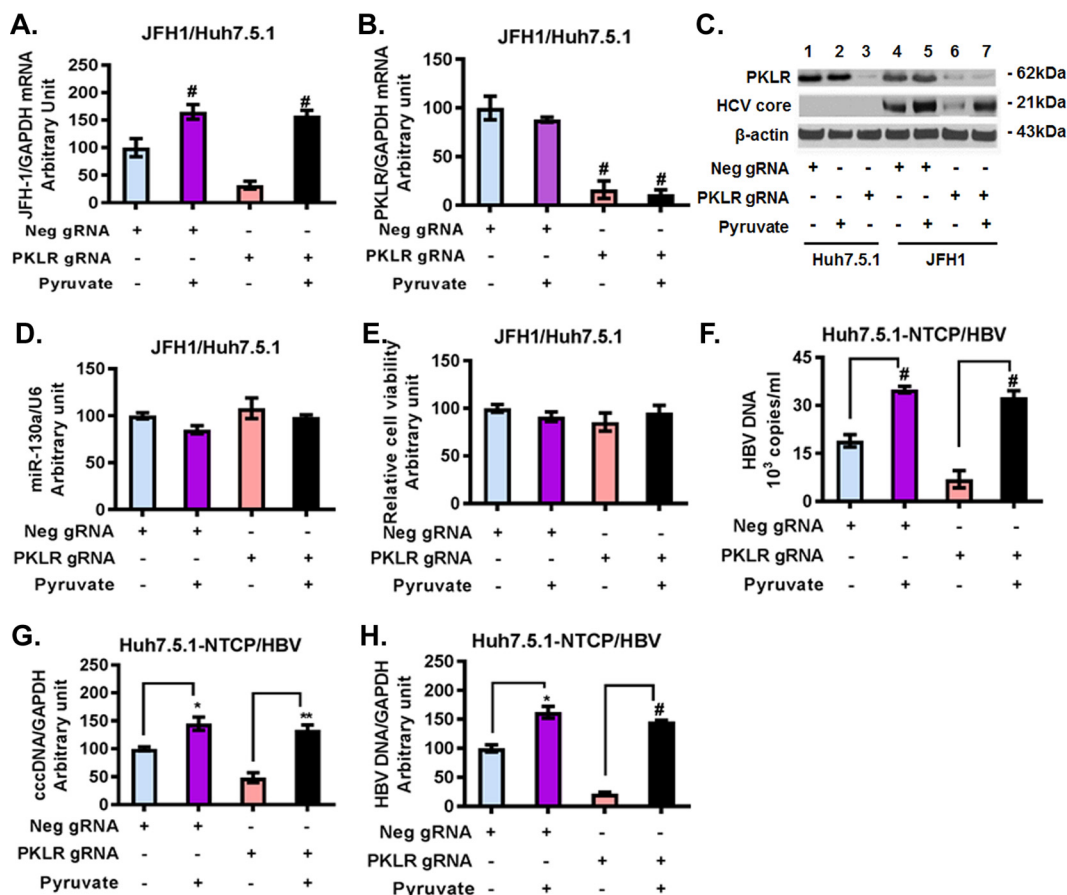 A.
JFH1/Huh7.5.1
JFH-1/GAPDH mRNA
Arbitrary unit
250
200
150
100
50
0
# #
Neg gRNA + + - -
PKLR gRNA - - - +
Pyruvate - + - +
B.
JFH1/Huh7.5.1
PKLR/GAPDH mRNA
Arbitrary unit
150
100
50
0
# #
Neg gRNA + + - -
PKLR gRNA - - + +
Pyruvate - + - +
C.
1 2 3 4 5 6 7
PKLR - 62kDa
HCV core - 21kDa
β-actin - 43kDa
Neg gRNA + - - + + - -
PKLR gRNA - - + - - + +
Pyruvate - + - - + - +
Huh7.5.1 JFH1
D.
JFH1/Huh7.5.1
miR-130a/U6
Arbitrary unit
150
100
50
0
Neg gRNA + + - -
PKLR gRNA - - + +
Pyruvate - + - +
E.
JFH1/Huh7.5.1
Relative cell viability
Arbitrary unit
150
100
50
0
Neg gRNA + + - -
PKLR gRNA - - + +
Pyruvate - + - +
F.
Huh7.5.1-NTCP/HBV
HBV DNA
10³ copies/ml
45
30
15
0
# #
Neg gRNA + + - -
PKLR gRNA - - + +
Pyruvate - + - +
G.
Huh7.5.1-NTCP/HBV
cccDNA/GAPDH
Arbitrary unit
250
200
150
100
50
0
* **
Neg gRNA + + - -
PKLR gRNA - - + +
Pyruvate - + - +
H.
Huh7.5.1-NTCP/HBV
HBV DNA/GAPDH
Arbitrary unit
250
200
150
100
50
0
* #
Neg gRNA + + - -
PKLR gRNA - - + +
Pyruvate - + - +